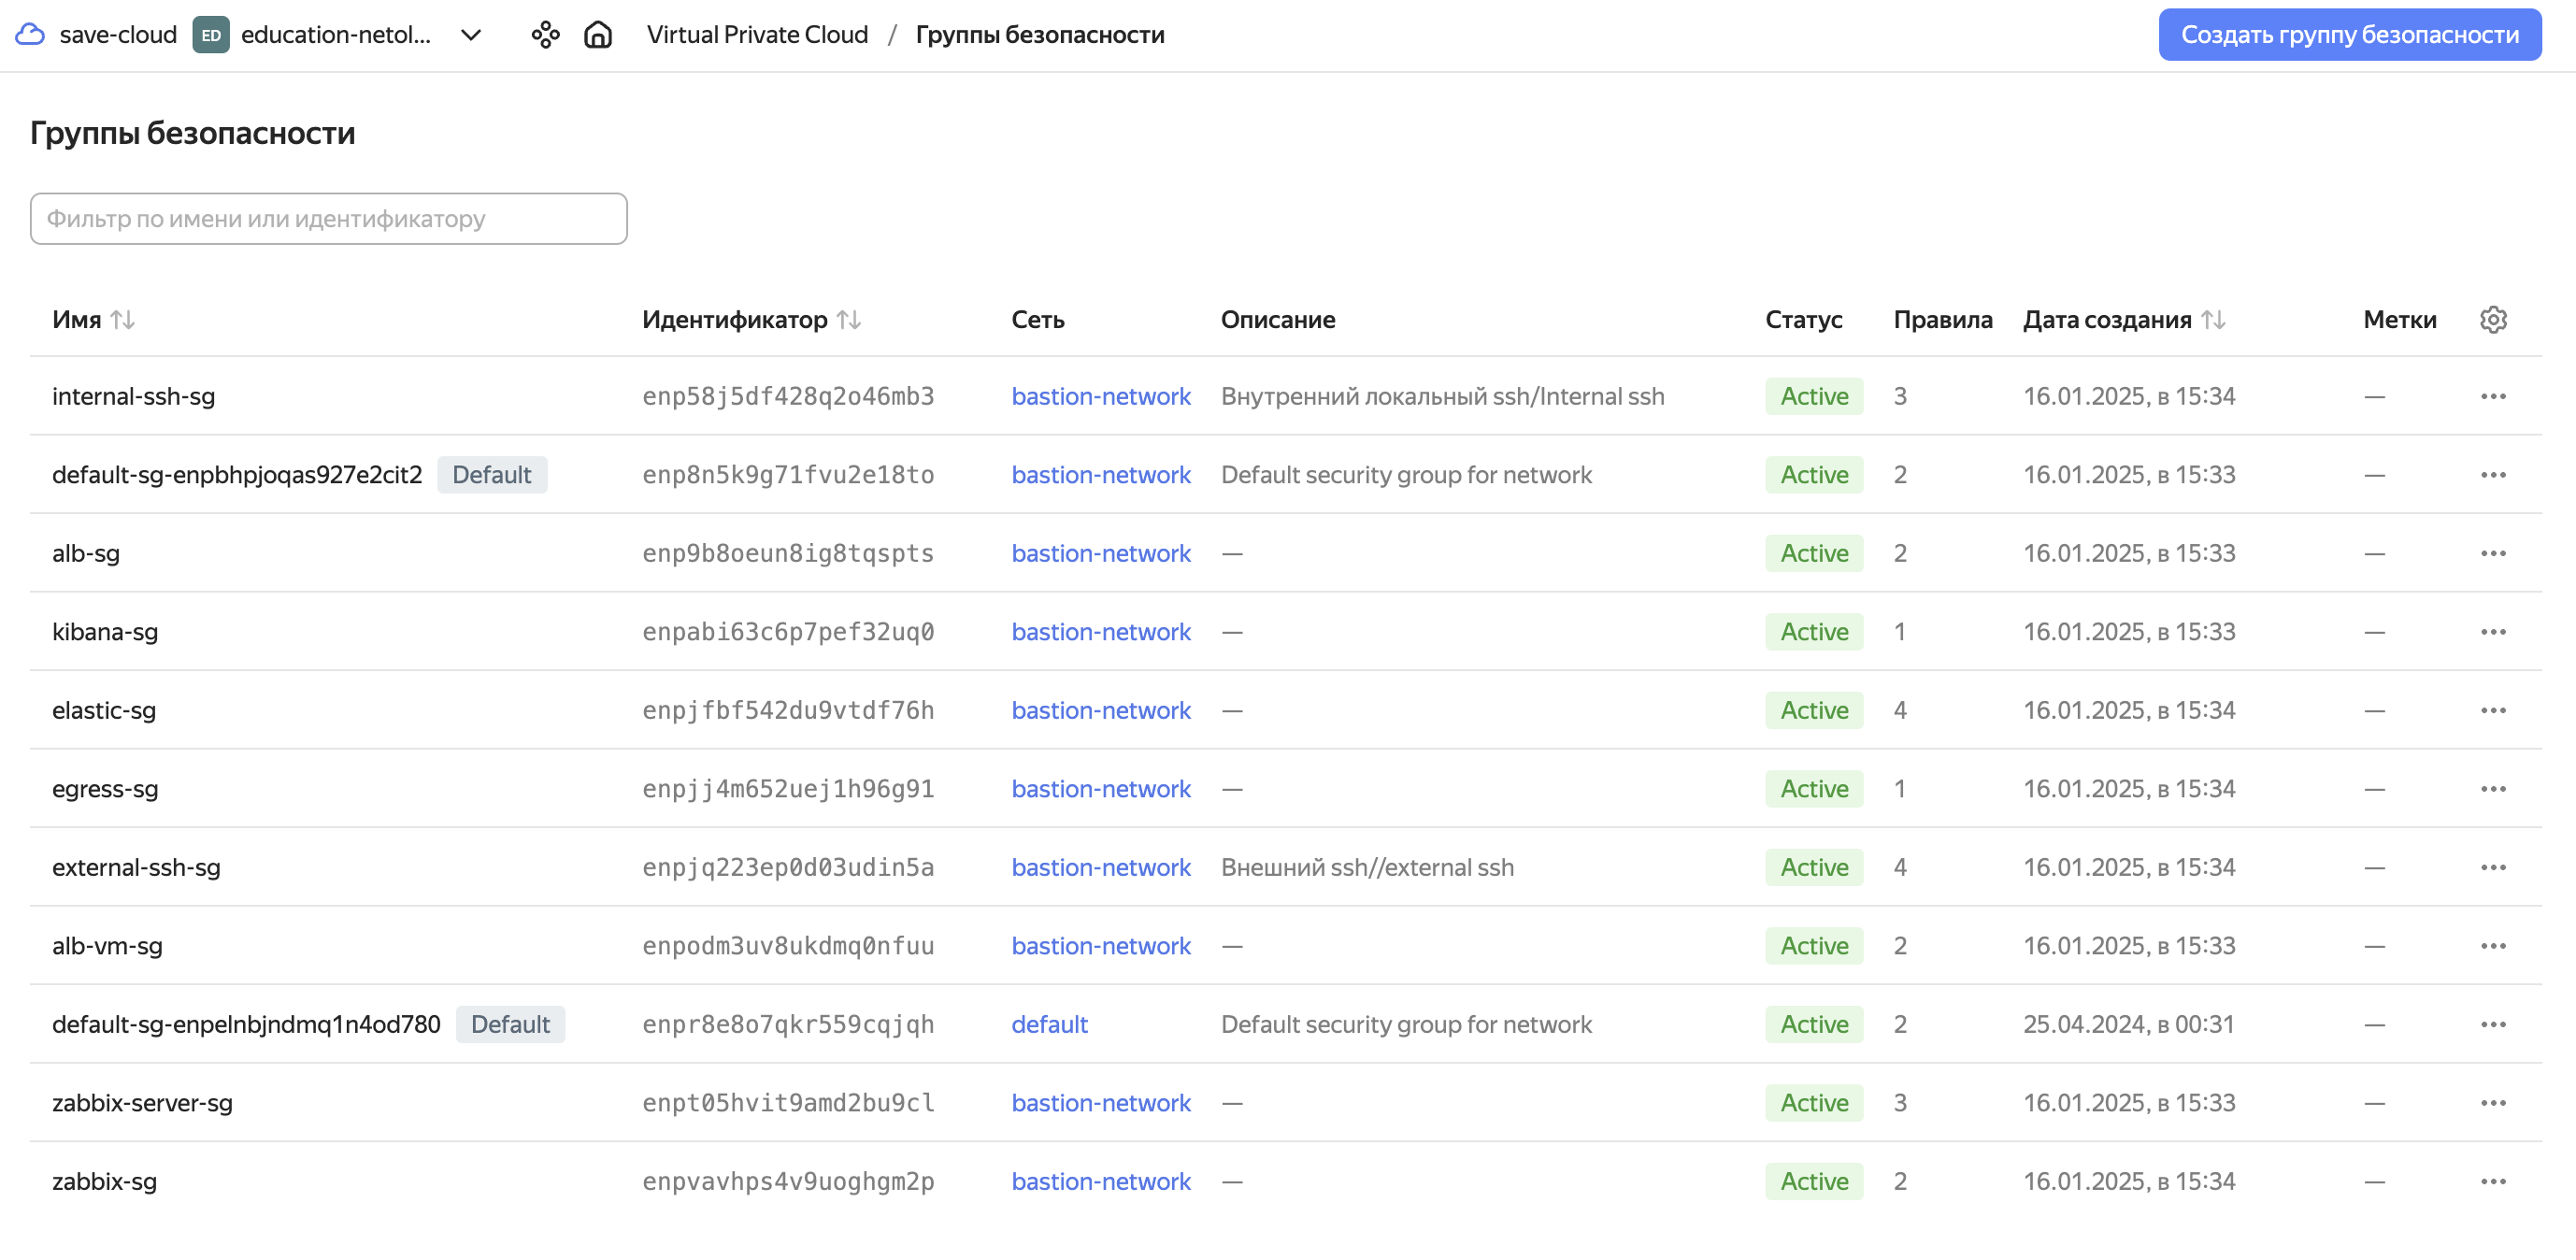 save-cloud ED education-netol... Virtual Private Cloud / Группы безопасности Создать группу безопасности
Группы безопасности
Фильтр по имени или идентификатору
Имя Идентификатор Сеть Описание Статус Правила Дата создания Метки
internal-ssh-sg enp58j5df428q2o46mb3 bastion-network Внутренний локальный ssh/Internal ssh Active 3 16.01.2025, в 15:34 —
default-sg-enpbhpjoqas927e2cit2 Default enp8n5k9g71fvu2e18to bastion-network Default security group for network Active 2 16.01.2025, в 15:33 —
alb-sg enp9b8oeun8ig8tqspts bastion-network — Active 2 16.01.2025, в 15:33 —
kibana-sg enpabi63c6p7pef32uq0 bastion-network — Active 1 16.01.2025, в 15:33 —
elastic-sg enpjfbf542du9vtdf76h bastion-network — Active 4 16.01.2025, в 15:34 —
egress-sg enpjj4m652uej1h96g91 bastion-network — Active 1 16.01.2025, в 15:34 —
external-ssh-sg enpjq223ep0d03udin5a bastion-network Внешний ssh//external ssh Active 4 16.01.2025, в 15:34 —
alb-vm-sg enpodm3uv8ukdmq0nfuu bastion-network — Active 2 16.01.2025, в 15:33 —
default-sg-enpelnbjndmq1n4od780 Default enpr8e8o7qkr559cqjqh default Default security group for network Active 2 25.04.2024, в 00:31 —
zabbix-server-sg enpt05hvit9amd2bu9cl bastion-network — Active 3 16.01.2025, в 15:33 —
zabbix-sg enpvavhps4v9uoghgm2p bastion-network — Active 2 16.01.2025, в 15:34 —